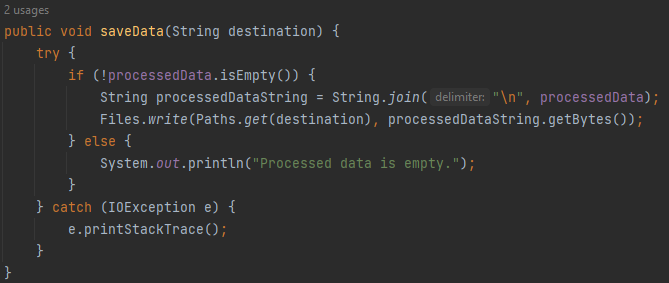 2 usages
public void saveData(String destination) {
try {
if (!processedData.isEmpty()) {
String processedDataString = String.join( delimiter: "\n", processedData);
Files.write(Paths.get(destination), processedDataString.getBytes());
} else {
System.out.println("Processed data is empty.");
}
} catch (IOException e) {
e.printStackTrace();
}
}